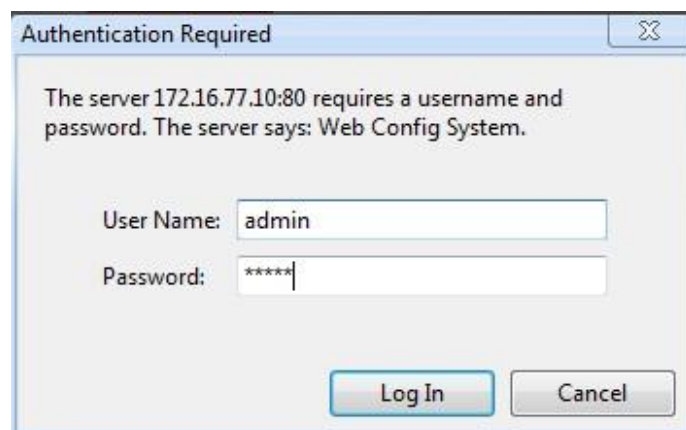 Authentication Required
The server 172.16.77.10:80 requires a username and
password. The server says: Web Config System.
User Name: admin
Password: *****
Log In Cancel